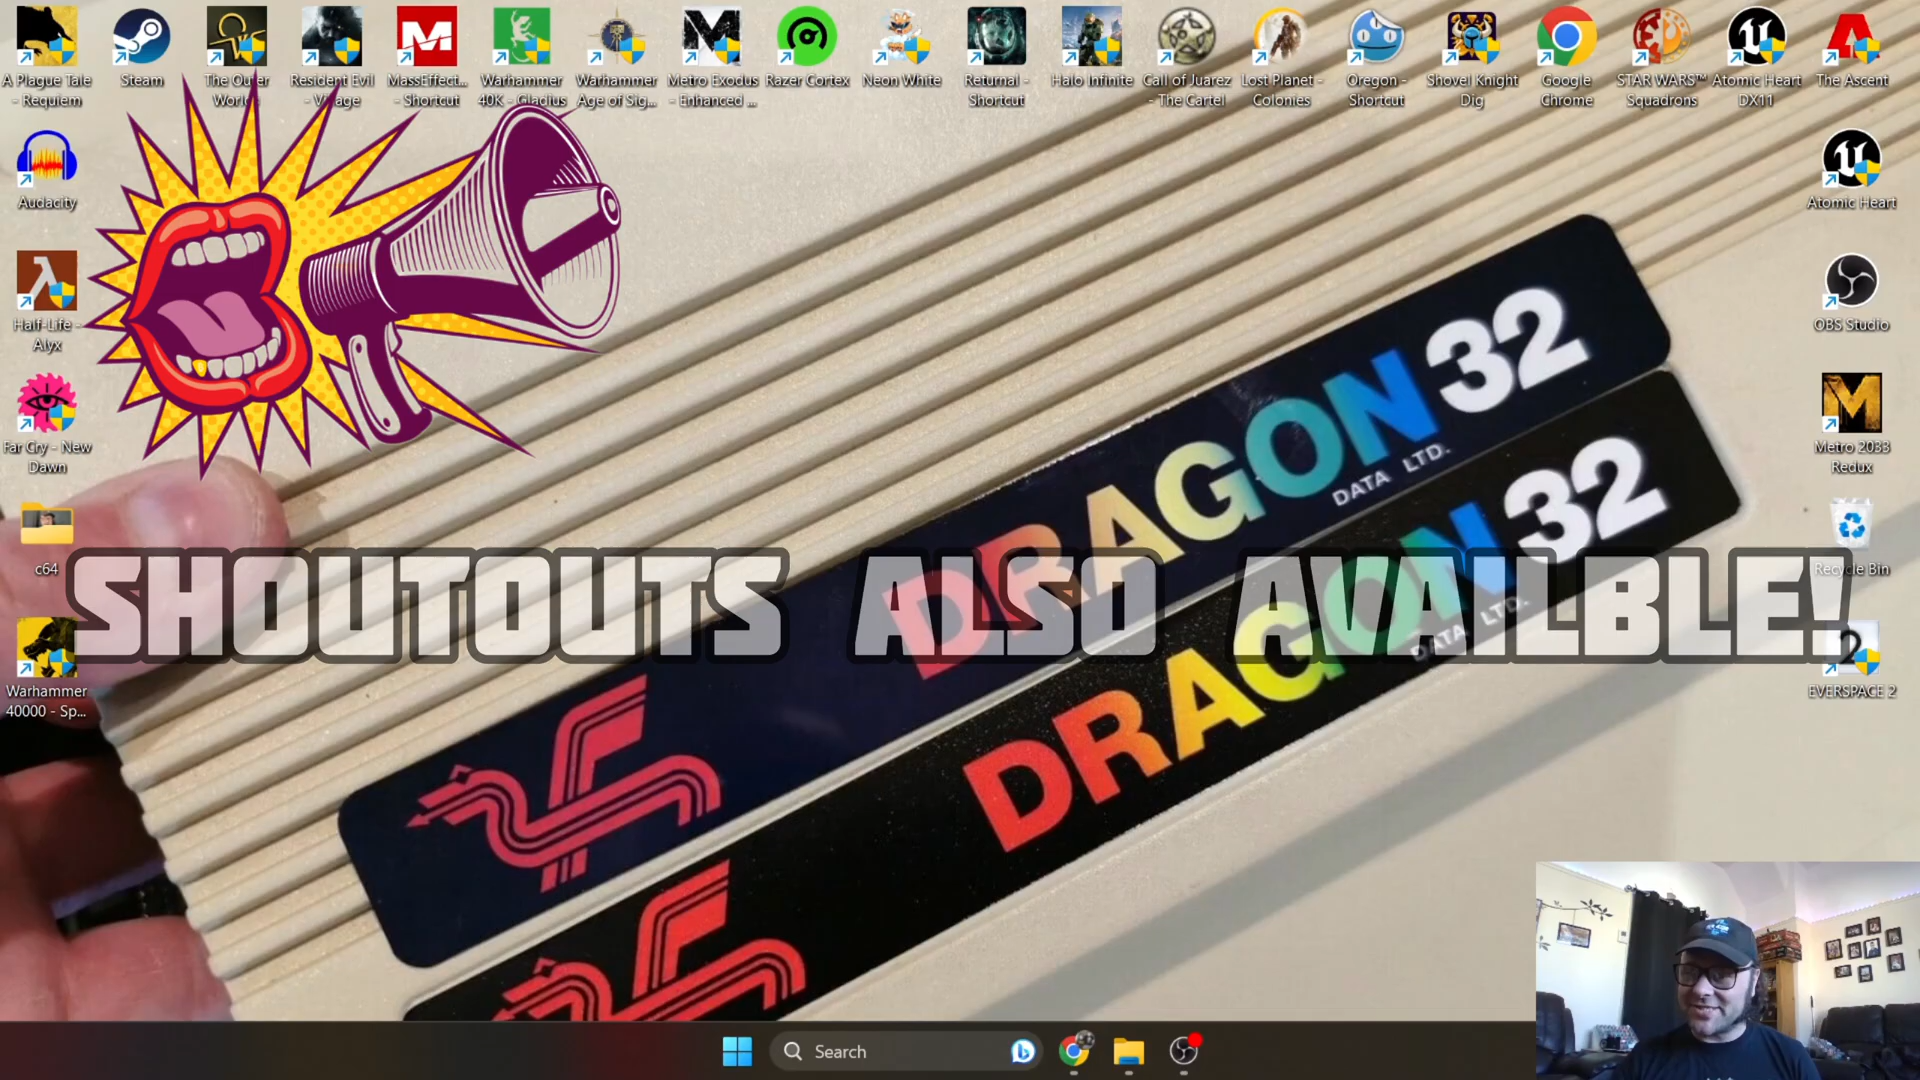 A Plague Tale
- Requiem
Steam
The Outer
Worlds
Resident Evil
- Village
MassEffect...
- Shortcut
Warhammer
40K - Gladius
Warhammer
Age of Sig...
Metro Exodus
- Enhanced ...
Razer Cortex
Neon White
Returnal -
Shortcut
Halo Infinite
Call of Juarez
- The Cartel
Lost Planet -
Colonies
Oregon -
Shortcut
Shovel Knight
Dig
Google
Chrome
STAR WARS™
Squadrons
Atomic Heart
DX11
The Ascent
Audacity
Atomic Heart
Half-Life -
Alyx
OBS Studio
Far Cry - New
Dawn
Metro 2033
Redux
c64
Recycle Bin
Warhammer
40000 - Sp...
EVERSPACE 2
DRAGON 32
DATA LTD.
DRAGON 32
DATA LTD.
SHOUTOUTS ALSO AVAILBLE!
Search